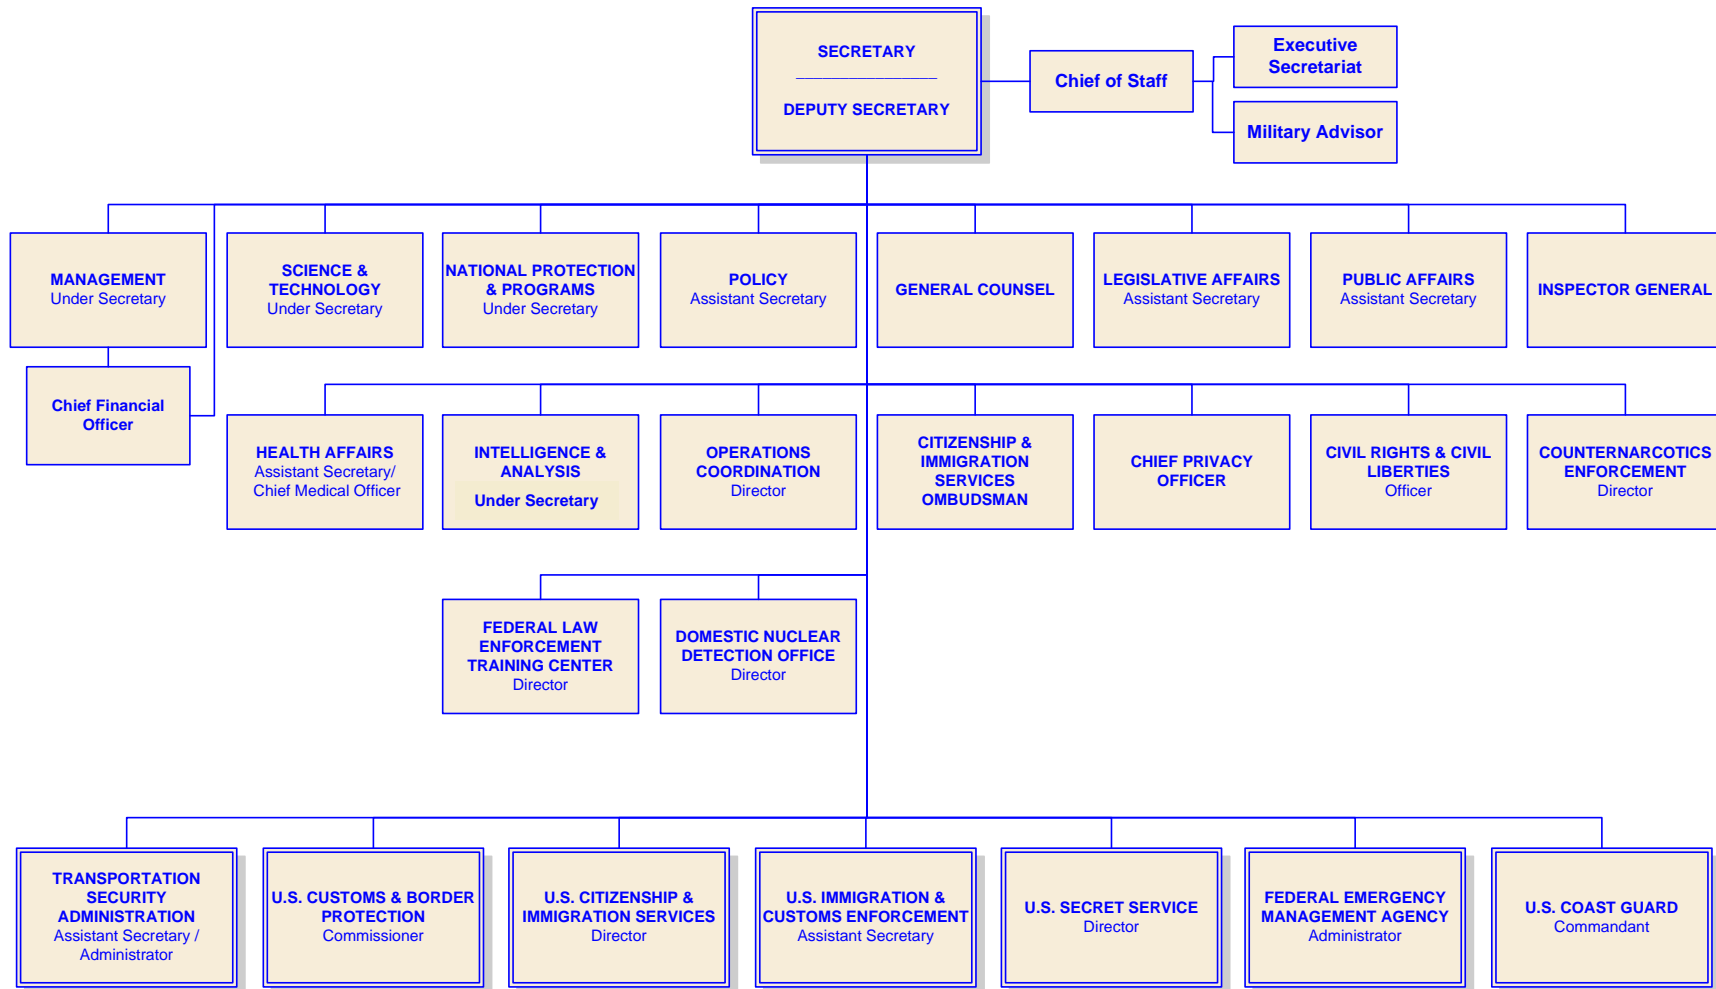 SECRETARY
________________
DEPUTY SECRETARY
Chief of Staff
Executive
Secretariat
Military Advisor
MANAGEMENT
Under Secretary
SCIENCE &
TECHNOLOGY
Under Secretary
NATIONAL PROTECTION
& PROGRAMS
Under Secretary
POLICY
Assistant Secretary
GENERAL COUNSEL
LEGISLATIVE AFFAIRS
Assistant Secretary
PUBLIC AFFAIRS
Assistant Secretary
INSPECTOR GENERAL
Chief Financial
Officer
HEALTH AFFAIRS
Assistant Secretary/
Chief Medical Officer
INTELLIGENCE &
ANALYSIS
Under Secretary
OPERATIONS
COORDINATION
Director
CITIZENSHIP &
IMMIGRATION
SERVICES
OMBUDSMAN
CHIEF PRIVACY
OFFICER
CIVIL RIGHTS & CIVIL
LIBERTIES
Officer
COUNTERNARCOTICS
ENFORCEMENT
Director
FEDERAL LAW
ENFORCEMENT
TRAINING CENTER
Director
DOMESTIC NUCLEAR
DETECTION OFFICE
Director
TRANSPORTATION
SECURITY
ADMINISTRATION
Assistant Secretary /
Administrator
U.S. CUSTOMS & BORDER
PROTECTION
Commissioner
U.S. CITIZENSHIP &
IMMIGRATION SERVICES
Director
U.S. IMMIGRATION &
CUSTOMS ENFORCEMENT
Assistant Secretary
U.S. SECRET SERVICE
Director
FEDERAL EMERGENCY
MANAGEMENT AGENCY
Administrator
U.S. COAST GUARD
Commandant